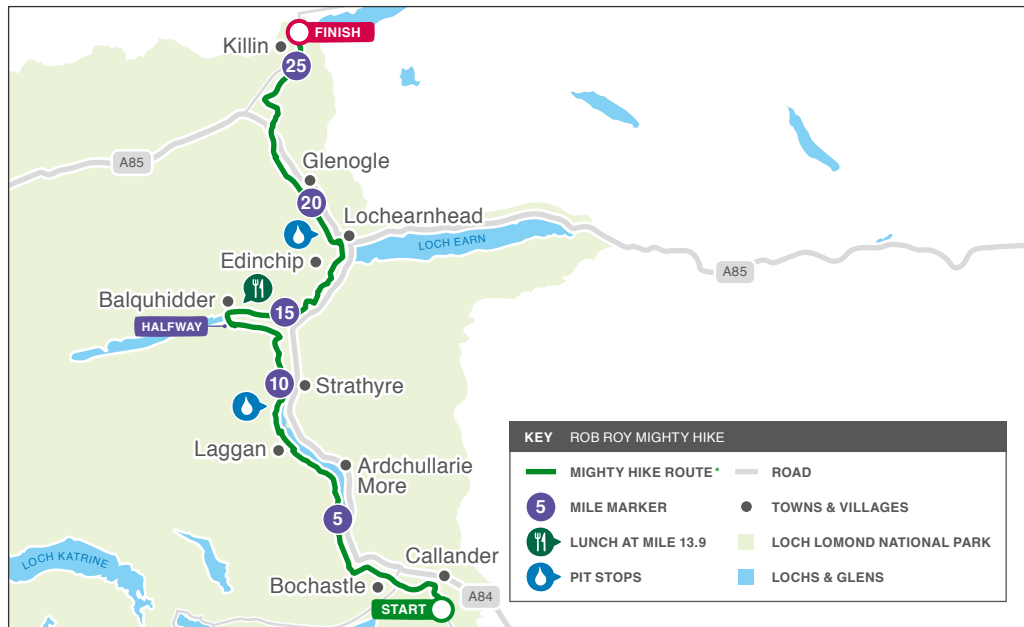 FINISH
Killin
25
A85
Glenogle
20
Lochearnhead
LOCH EARN
Edinchip
A85
Balquhidder
15
HALFWAY
10
Strathyre
Laggan
Ardchullarie
More
5
LOCH KATRINE
Callander
Bochastle
A84
START
KEY ROB ROY MIGHTY HIKE
MIGHTY HIKE ROUTE*
ROAD
5 MILE MARKER
TOWNS & VILLAGES
LUNCH AT MILE 13.9
LOCH LOMOND NATIONAL PARK
PIT STOPS
LOCHS & GLENS